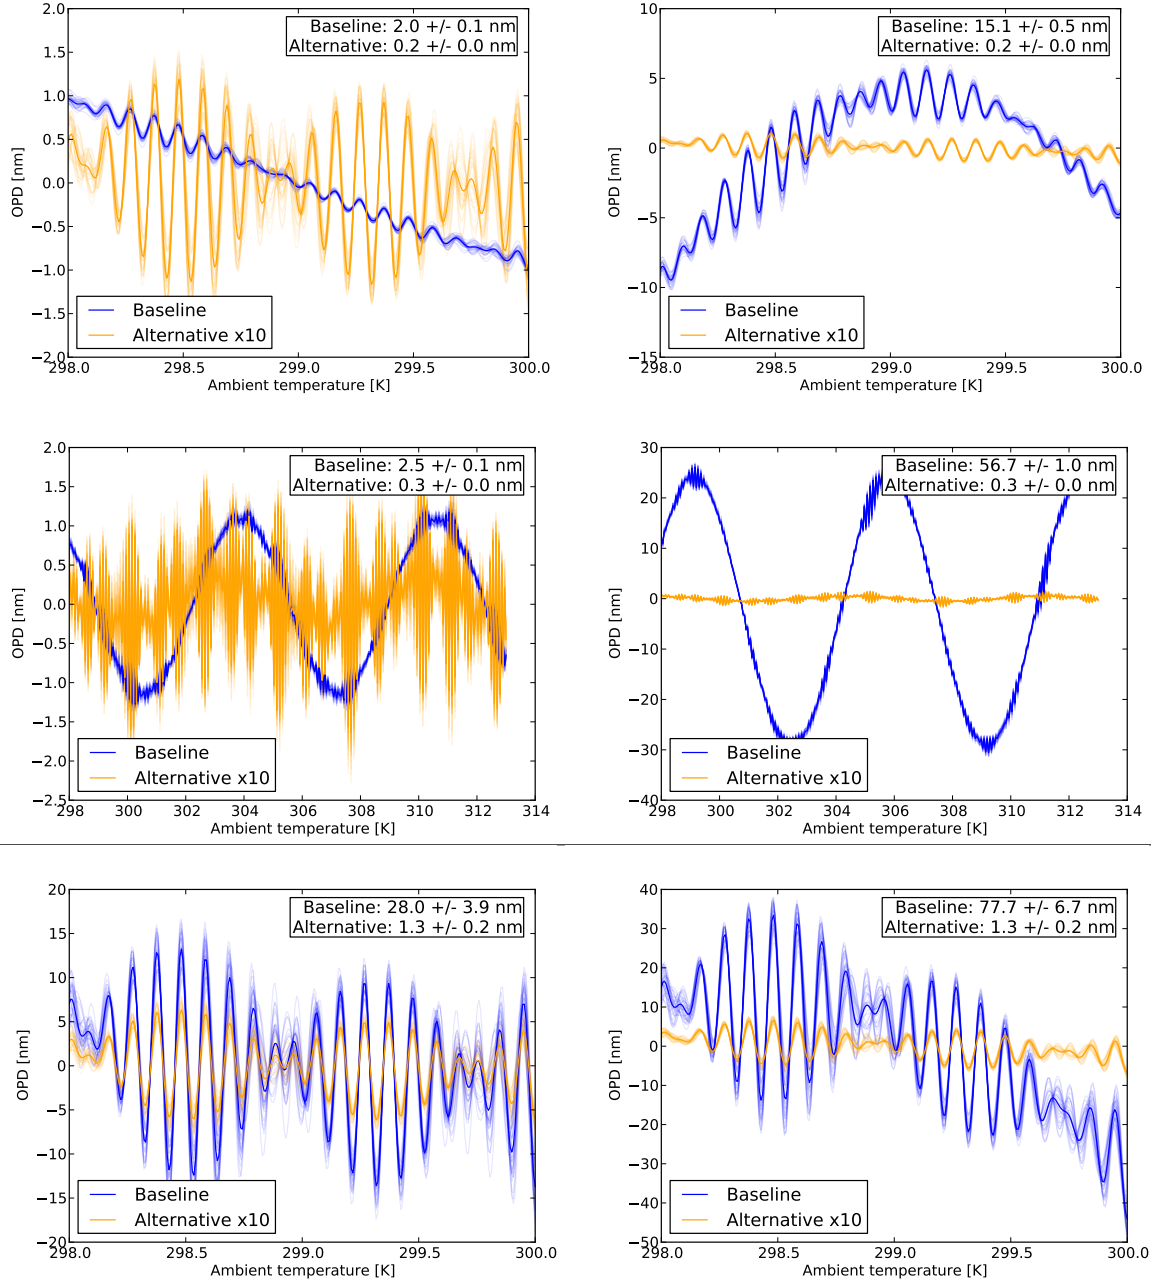 Baseline: 2.0 +/- 0.1 nm
Alternative: 0.2 +/- 0.0 nm
OPD [nm]
2.0
1.5
1.0
0.5
0.0
−0.5
−1.0
−1.5
−2.0
Baseline
Alternative x10
298.0 298.5 299.0 299.5 300.0
Ambient temperature [K]
Baseline: 15.1 +/- 0.5 nm
Alternative: 0.2 +/- 0.0 nm
OPD [nm]
10
5
0
−5
−10
−15
Baseline
Alternative x10
298.0 298.5 299.0 299.5 300.0
Ambient temperature [K]
Baseline: 2.5 +/- 0.1 nm
Alternative: 0.3 +/- 0.0 nm
OPD [nm]
2.0
1.5
1.0
0.5
0.0
−0.5
−1.0
−1.5
−2.0
−2.5
Baseline
Alternative x10
298 300 302 304 306 308 310 312 314
Ambient temperature [K]
Baseline: 56.7 +/- 1.0 nm
Alternative: 0.3 +/- 0.0 nm
OPD [nm]
30
20
10
0
−10
−20
−30
−40
Baseline
Alternative x10
298 300 302 304 306 308 310 312 314
Ambient temperature [K]
Baseline: 28.0 +/- 3.9 nm
Alternative: 1.3 +/- 0.2 nm
OPD [nm]
20
15
10
5
0
−5
−10
−15
−20
Baseline
Alternative x10
298.0 298.5 299.0 299.5 300.0
Ambient temperature [K]
Baseline: 77.7 +/- 6.7 nm
Alternative: 1.3 +/- 0.2 nm
OPD [nm]
40
30
20
10
0
−10
−20
−30
−40
−50
Baseline
Alternative x10
298.0 298.5 299.0 299.5 300.0
Ambient temperature [K]